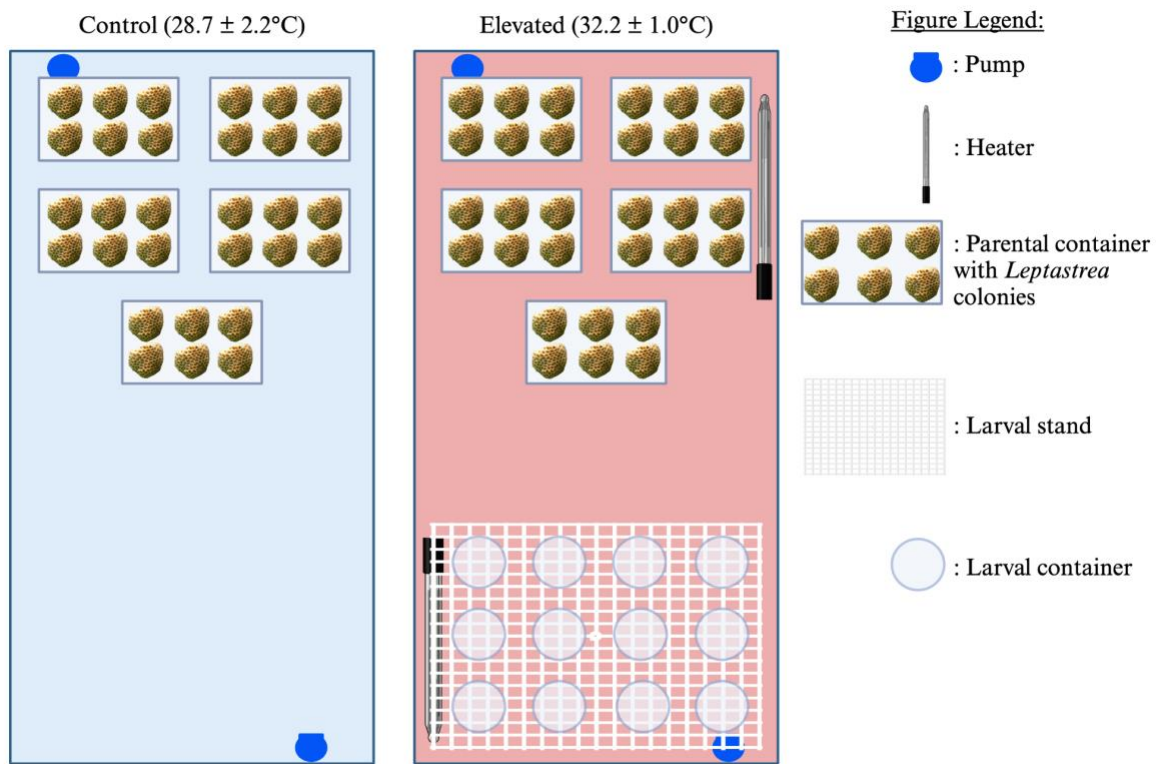 Control (28.7 ± 2.2°C)
Elevated (32.2 ± 1.0°C)
Figure Legend:
: Pump
: Heater
: Parental container
with Leptastrea
colonies
: Larval stand
: Larval container